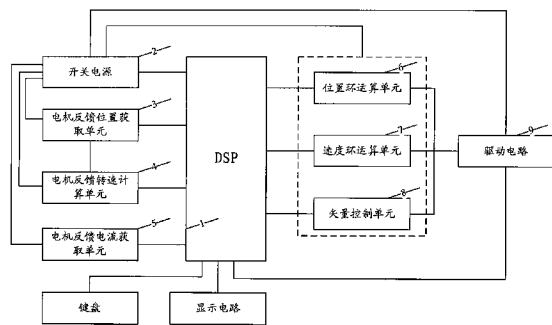 2
开关电源
3
电机反馈位置获
取单元
4
电机反馈转速计
算单元
5
电机反馈电流获
取单元
1
DSP
6
位置环运算单元
7
速度环运算单元
8
矢量控制单元
9
驱动电路
键盘
显示电路